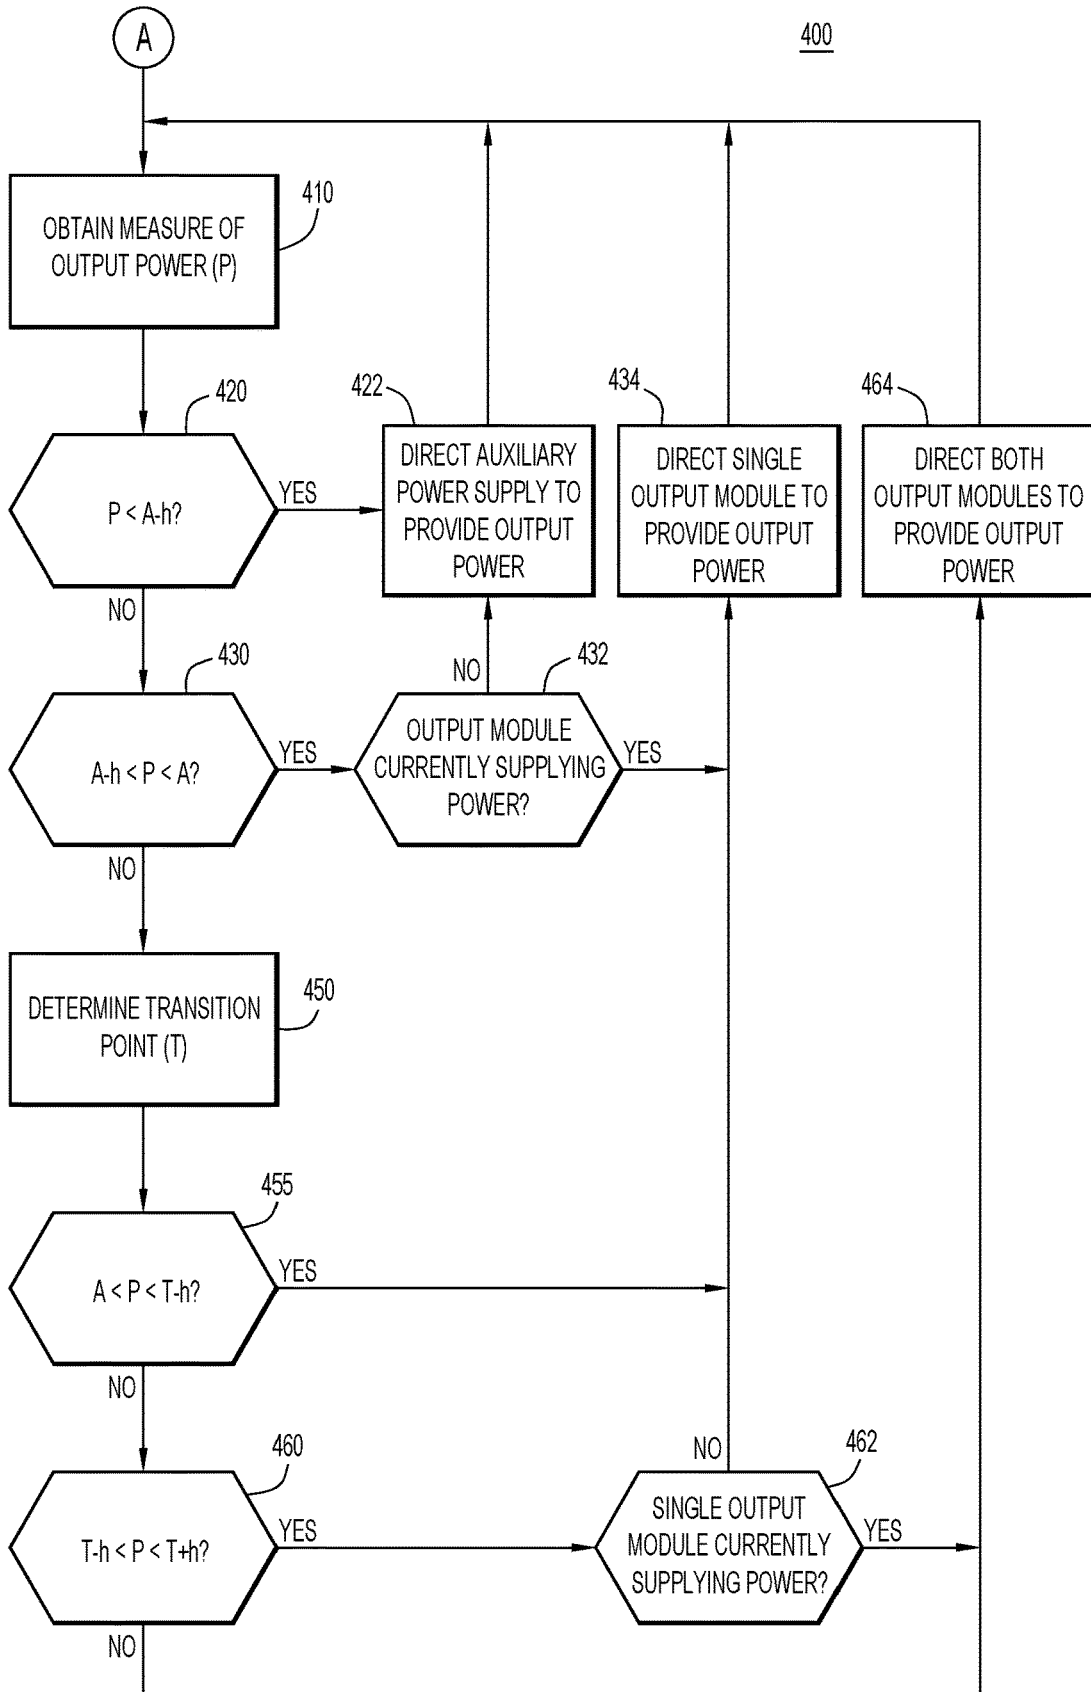 A
400
410
OBTAIN MEASURE OF
OUTPUT POWER (P)
420
P < A-h?
YES
NO
422
DIRECT AUXILIARY
POWER SUPPLY TO
PROVIDE OUTPUT
POWER
434
DIRECT SINGLE
OUTPUT MODULE TO
PROVIDE OUTPUT
POWER
464
DIRECT BOTH
OUTPUT MODULES TO
PROVIDE OUTPUT
POWER
430
A-h < P < A?
YES
NO
432
NO
OUTPUT MODULE
CURRENTLY SUPPLYING
POWER?
YES
450
DETERMINE TRANSITION
POINT (T)
455
A < P < T-h?
YES
NO
460
T-h < P < T+h?
YES
NO
462
NO
SINGLE OUTPUT
MODULE CURRENTLY
SUPPLYING POWER?
YES